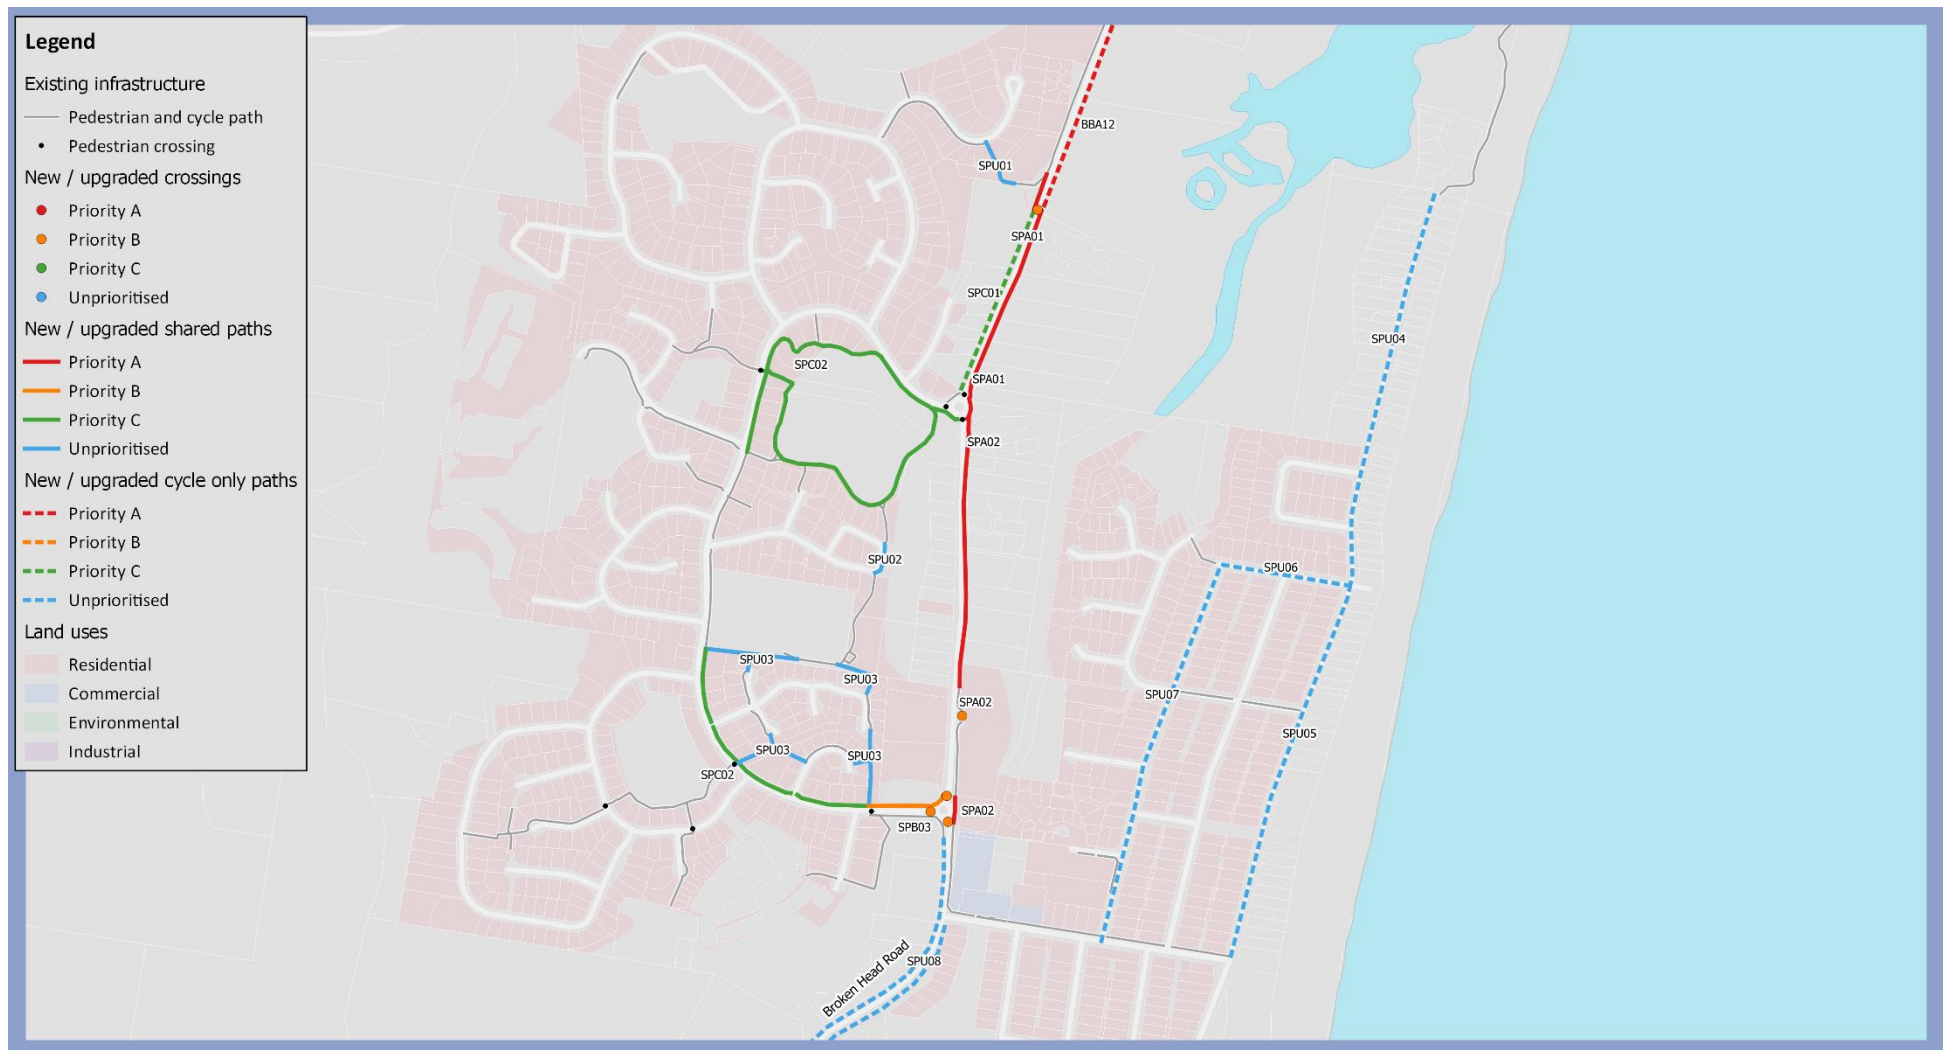 Legend
Existing infrastructure
Pedestrian and cycle path
Pedestrian crossing
New / upgraded crossings
Priority A
Priority B
Priority C
Unprioritised
New / upgraded shared paths
Priority A
Priority B
Priority C
Unprioritised
New / upgraded cycle only paths
Priority A
Priority B
Priority C
Unprioritised
Land uses
Residential
Commercial
Environmental
Industrial
BBA12
SPU01
SPA01
SPC01
SPU04
SPC02
SPA01
SPA02
SPU02
SPU06
SPU03
SPU03
SPU07
SPA02
SPU05
SPU03
SPU03
SPC02
SPA02
SPB03
SPU08
Broken Head Road